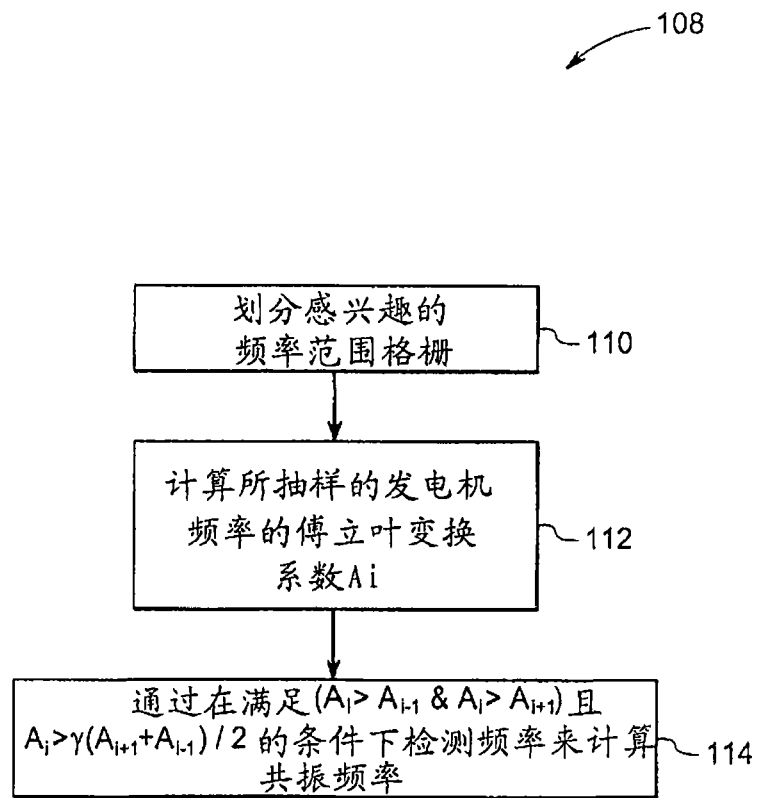 108
划分感兴趣的
频率范围格栅
110
计算所抽样的发电机
频率的傅立叶变换
系数Ai
112
通过在满足(Aᵢ> Aᵢ₋₁ & Aᵢ> Aᵢ₊₁)且
Aᵢ>γ(Aᵢ₊₁+Aᵢ₋₁) / 2 的条件下检测频率来计算
共振频率
114